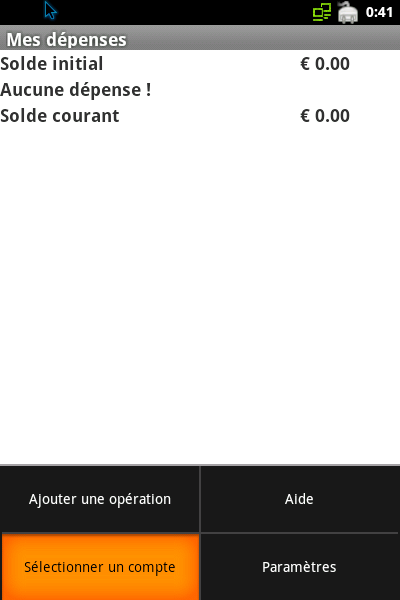 0:41
Mes dépenses
Solde initial € 0.00
Aucune dépense !
Solde courant € 0.00
Ajouter une opération Aide
Sélectionner un compte Paramètres